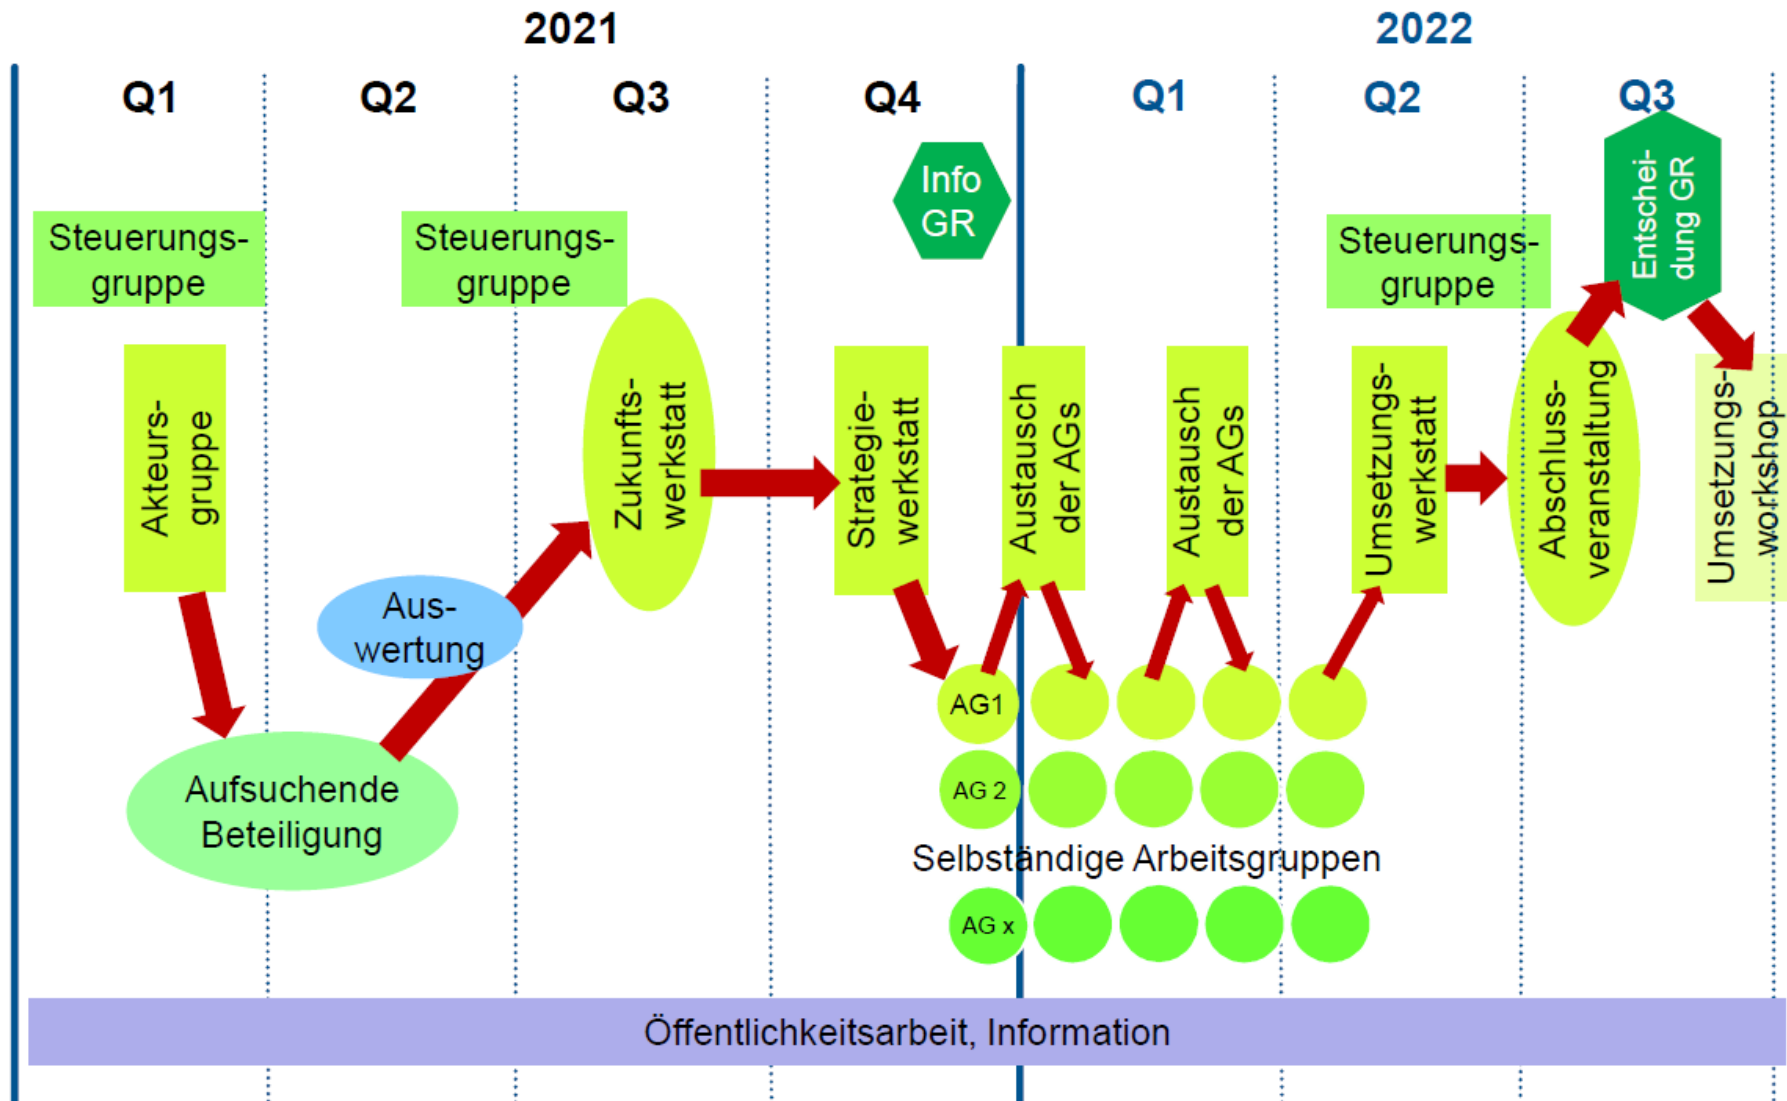 2021
2022
Q1
Q2
Q3
Q4
Q1
Q2
Q3
Info
GR
Entschei-
dung GR
Steuerungs-
gruppe
Steuerungs-
gruppe
Steuerungs-
gruppe
Akteurs-
gruppe
Zukunfts-
werkstatt
Strategie-
werkstatt
Austausch
der AGs
Austausch
der AGs
Umsetzungs-
werkstatt
Abschluss-
veranstaltung
Umsetzungs-
workshop
Aus-
wertung
Aufsuchende
Beteiligung
AG1
AG 2
Selbständige Arbeitsgruppen
AG x
Öffentlichkeitsarbeit, Information